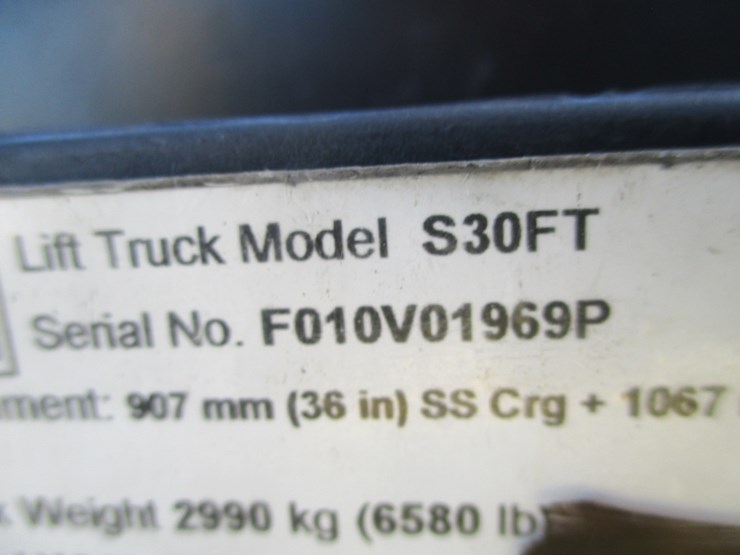 Lift Truck Model S30FT
Serial No. F010V01969P
ment: 907 mm (36 in) SS Crg + 1067
Weight 2990 kg (6580 lb